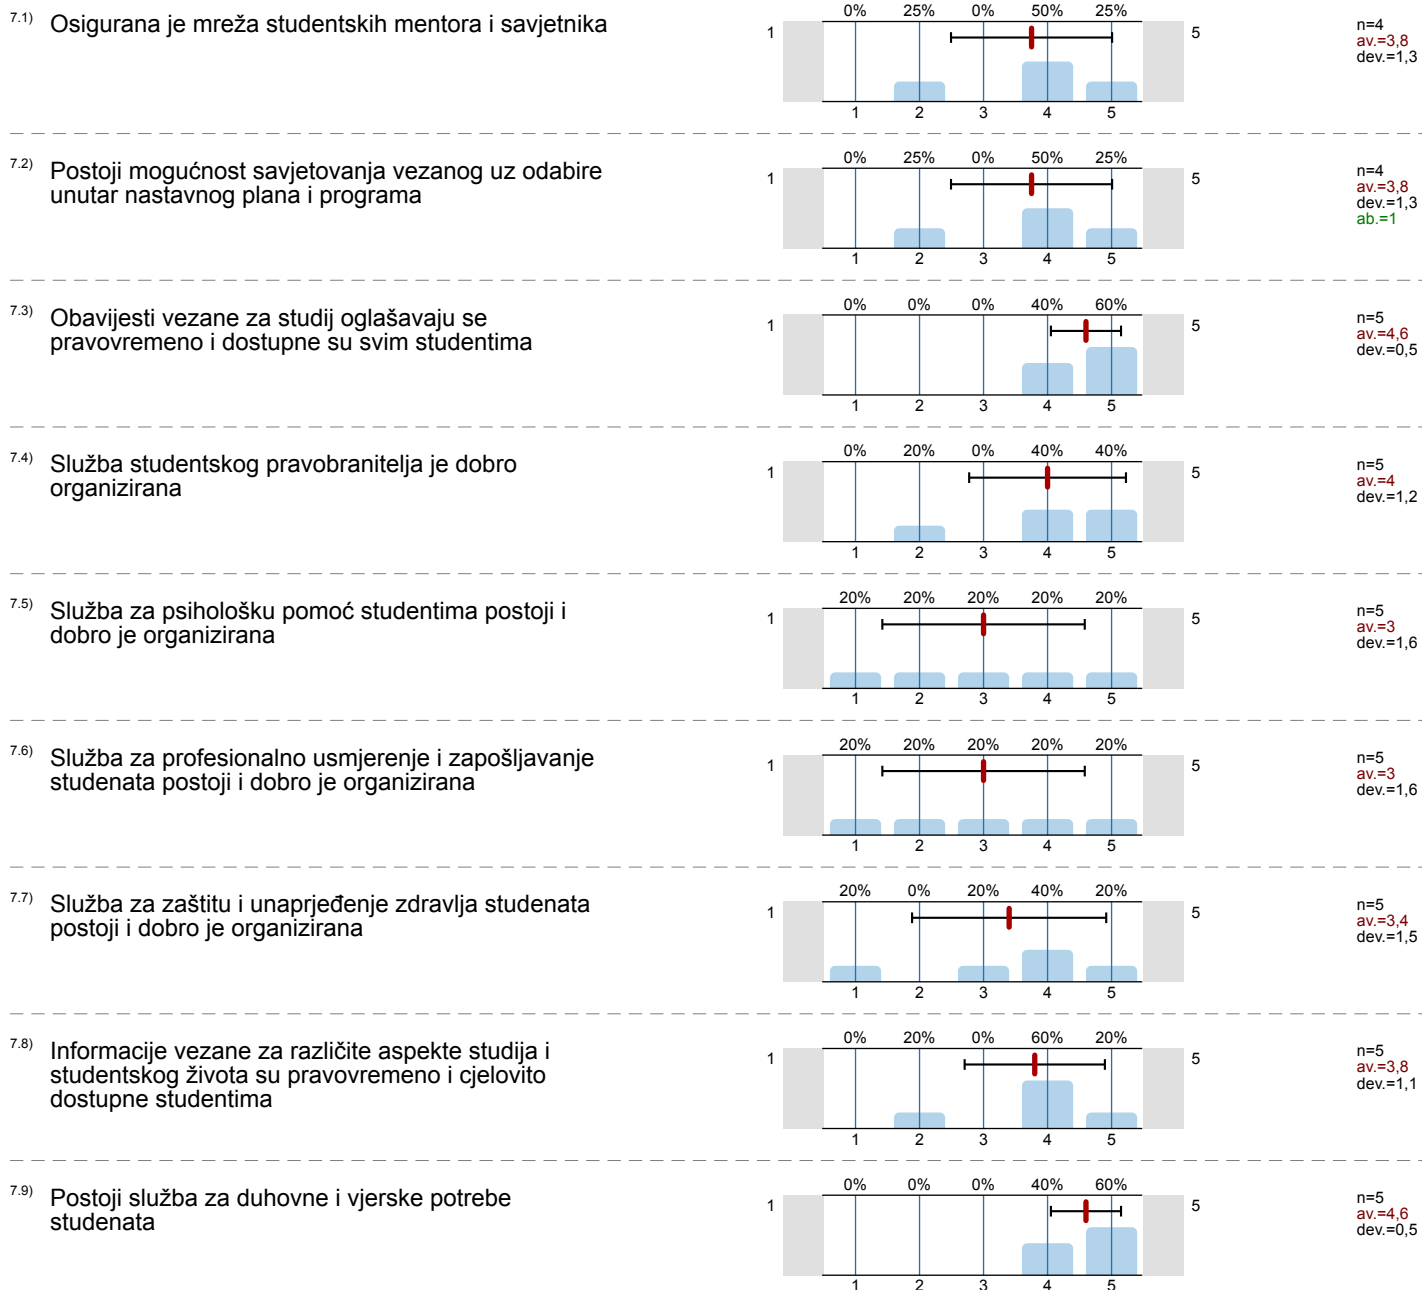 7.1) Osigurana je mreža studentskih mentora i savjetnika
0% 25% 0% 50% 25%
1 5
1 2 3 4 5
n=4
av.=3,8
dev.=1,3
7.2) Postoji mogućnost savjetovanja vezanog uz odabire
unutar nastavnog plana i programa
0% 25% 0% 50% 25%
1 5
1 2 3 4 5
n=4
av.=3,8
dev.=1,3
ab.=1
7.3) Obavijesti vezane za studij oglašavaju se
pravovremeno i dostupne su svim studentima
0% 0% 0% 40% 60%
1 5
1 2 3 4 5
n=5
av.=4,6
dev.=0,5
7.4) Služba studentskog pravobranitelja je dobro
organizirana
0% 20% 0% 40% 40%
1 5
1 2 3 4 5
n=5
av.=4
dev.=1,2
7.5) Služba za psihološku pomoć studentima postoji i
dobro je organizirana
20% 20% 20% 20% 20%
1 5
1 2 3 4 5
n=5
av.=3
dev.=1,6
7.6) Služba za profesionalno usmjerenje i zapošljavanje
studenata postoji i dobro je organizirana
20% 20% 20% 20% 20%
1 5
1 2 3 4 5
n=5
av.=3
dev.=1,6
7.7) Služba za zaštitu i unaprjeđenje zdravlja studenata
postoji i dobro je organizirana
20% 0% 20% 40% 20%
1 5
1 2 3 4 5
n=5
av.=3,4
dev.=1,5
7.8) Informacije vezane za različite aspekte studija i
studentskog života su pravovremeno i cjelovito
dostupne studentima
0% 20% 0% 60% 20%
1 5
1 2 3 4 5
n=5
av.=3,8
dev.=1,1
7.9) Postoji služba za duhovne i vjerske potrebe
studenata
0% 0% 0% 40% 60%
1 5
1 2 3 4 5
n=5
av.=4,6
dev.=0,5